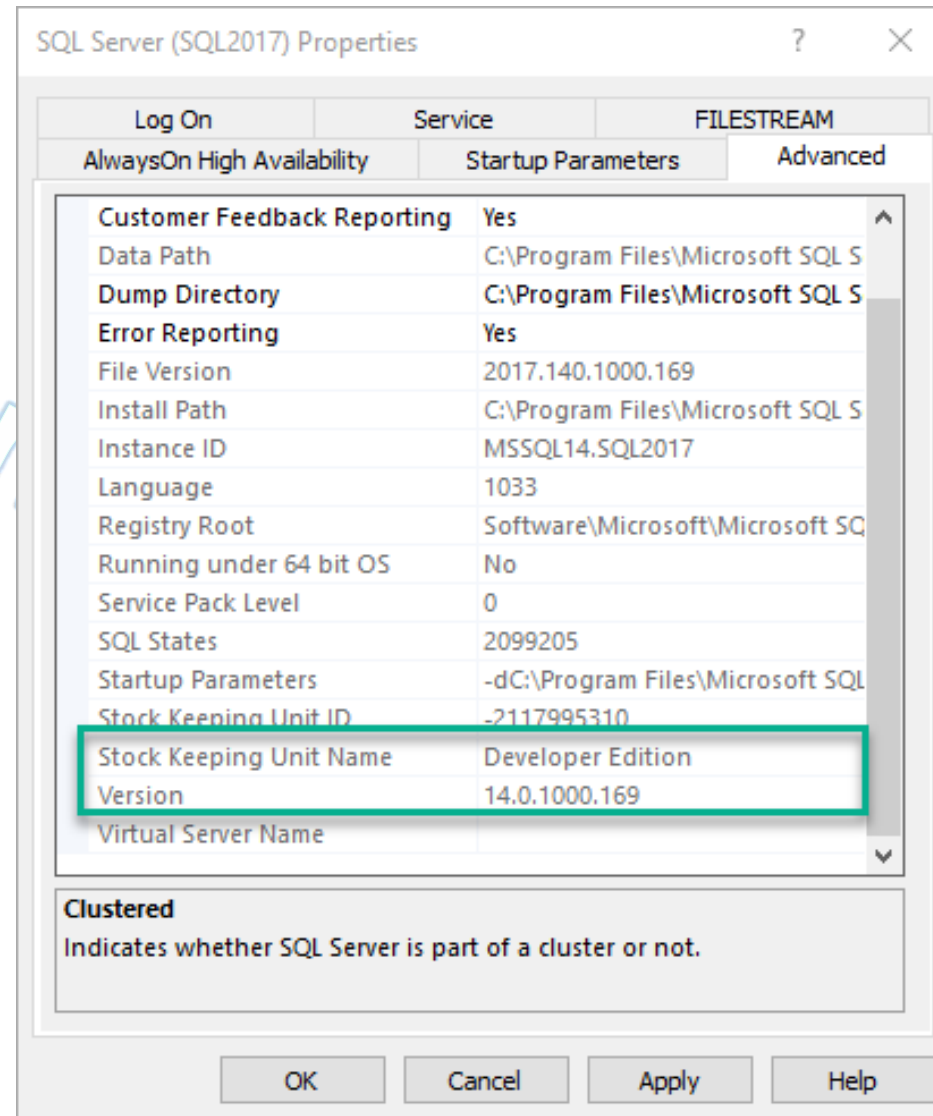 SQL Server (SQL2017) Properties ?
Log On Service FILESTREAM
AlwaysOn High Availability Startup Parameters Advanced
Customer Feedback Reporting Yes
Data Path C:\Program Files\Microsoft SQL S
Dump Directory C:\Program Files\Microsoft SQL S
Error Reporting Yes
File Version 2017.140.1000.169
Install Path C:\Program Files\Microsoft SQL S
Instance ID MSSQL14.SQL2017
Language 1033
Registry Root Software\Microsoft\Microsoft SQ
Running under 64 bit OS No
Service Pack Level 0
SQL States 2099205
Startup Parameters -dC:\Program Files\Microsoft SQL
Stock Keeping Unit ID -2117995310
Stock Keeping Unit Name Developer Edition
Version 14.0.1000.169
Virtual Server Name
Clustered
Indicates whether SQL Server is part of a cluster or not.
OK Cancel Apply Help